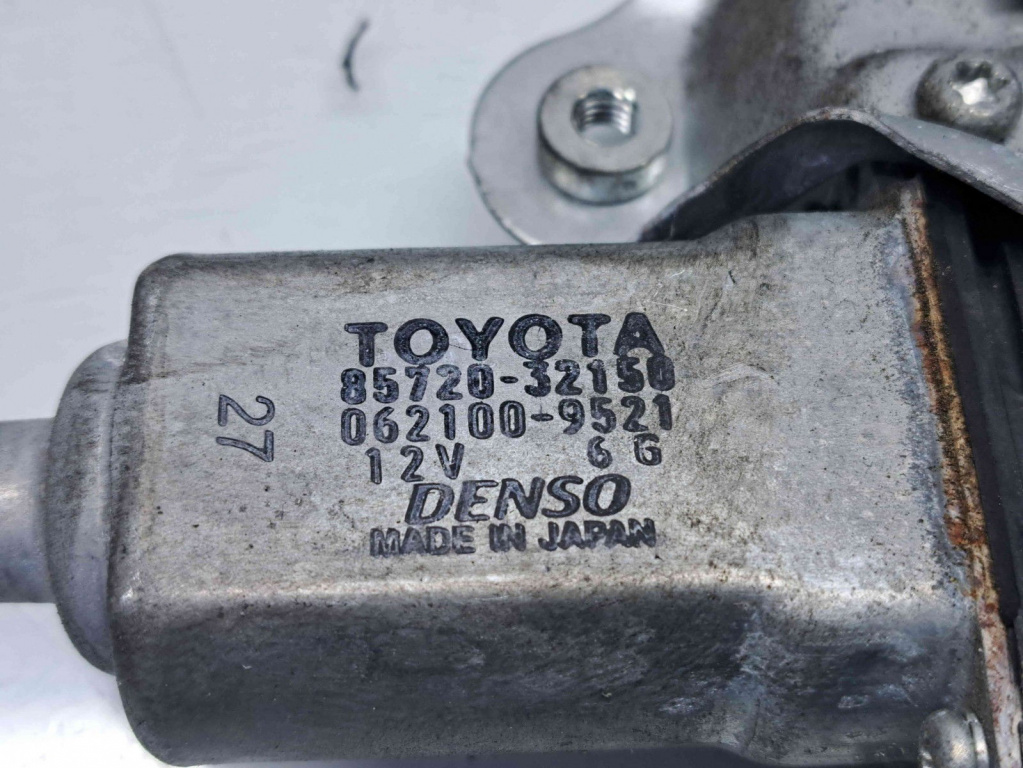 TOYOTA
85720-32150
062100-9521
12V 6G
DENSO
MADE IN JAPAN
27